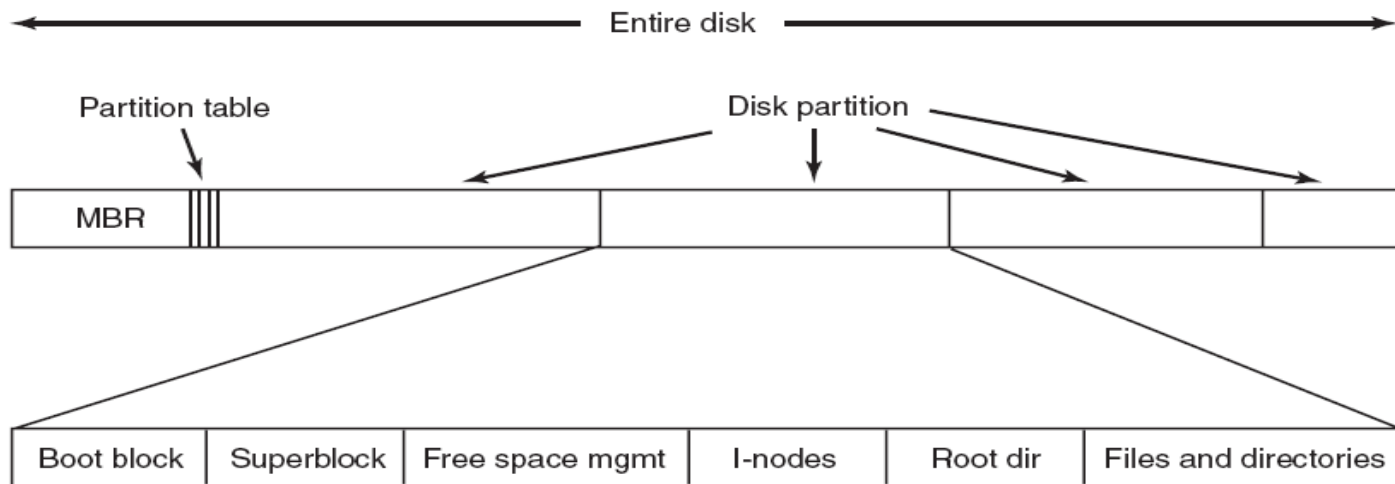 Entire disk
Partition table
Disk partition
MBR
Boot block
Superblock
Free space mgmt
I-nodes
Root dir
Files and directories